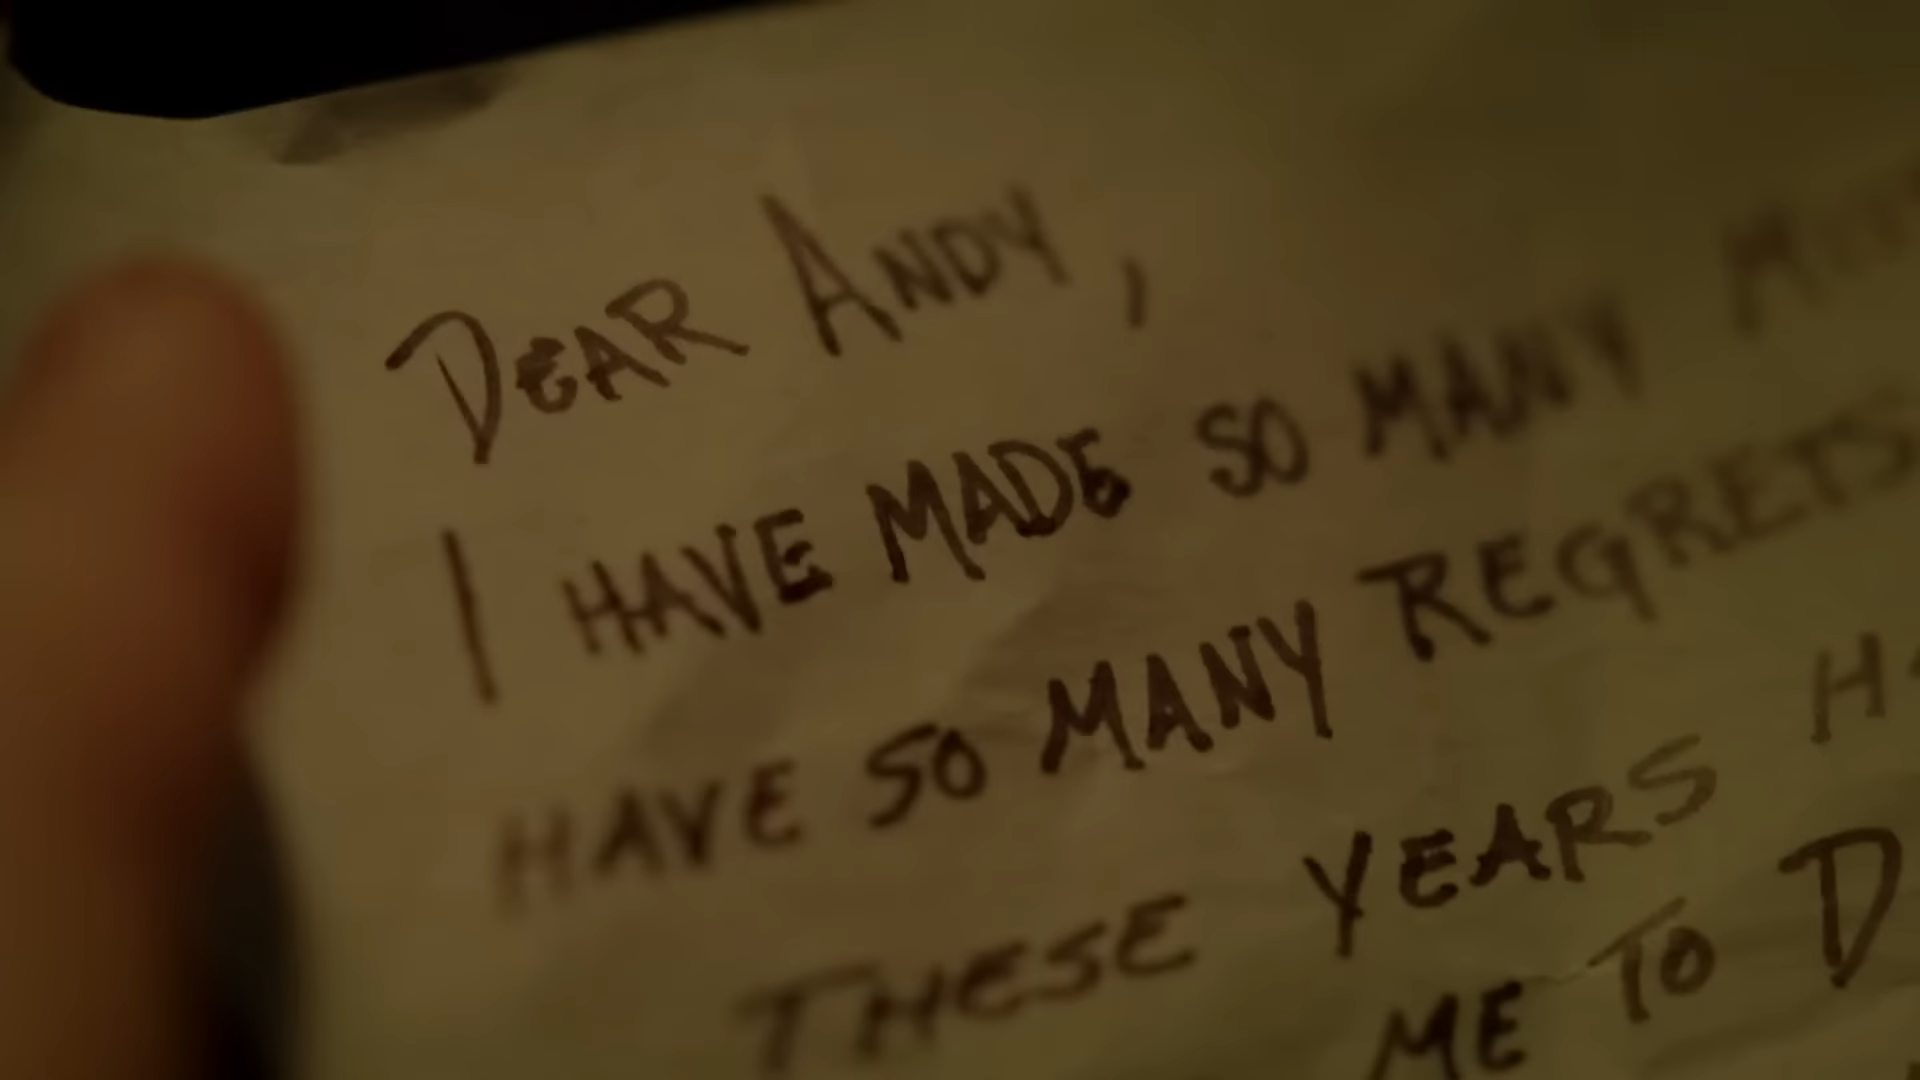 DEAR ANDY,
I HAVE MADE SO MANY
HAVE SO MANY REGRETS
THESE YEARS
ME TO